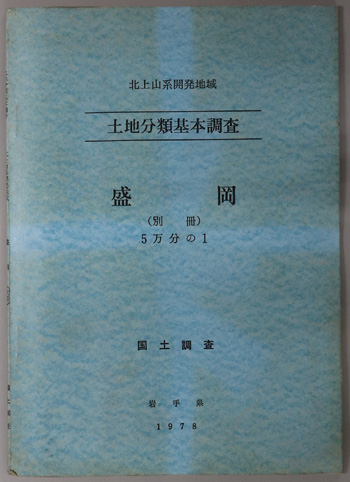 北上山系開発地域
土地分類基本調査
盛岡
(別冊)
5万分の1
国土調査
岩手県
1978